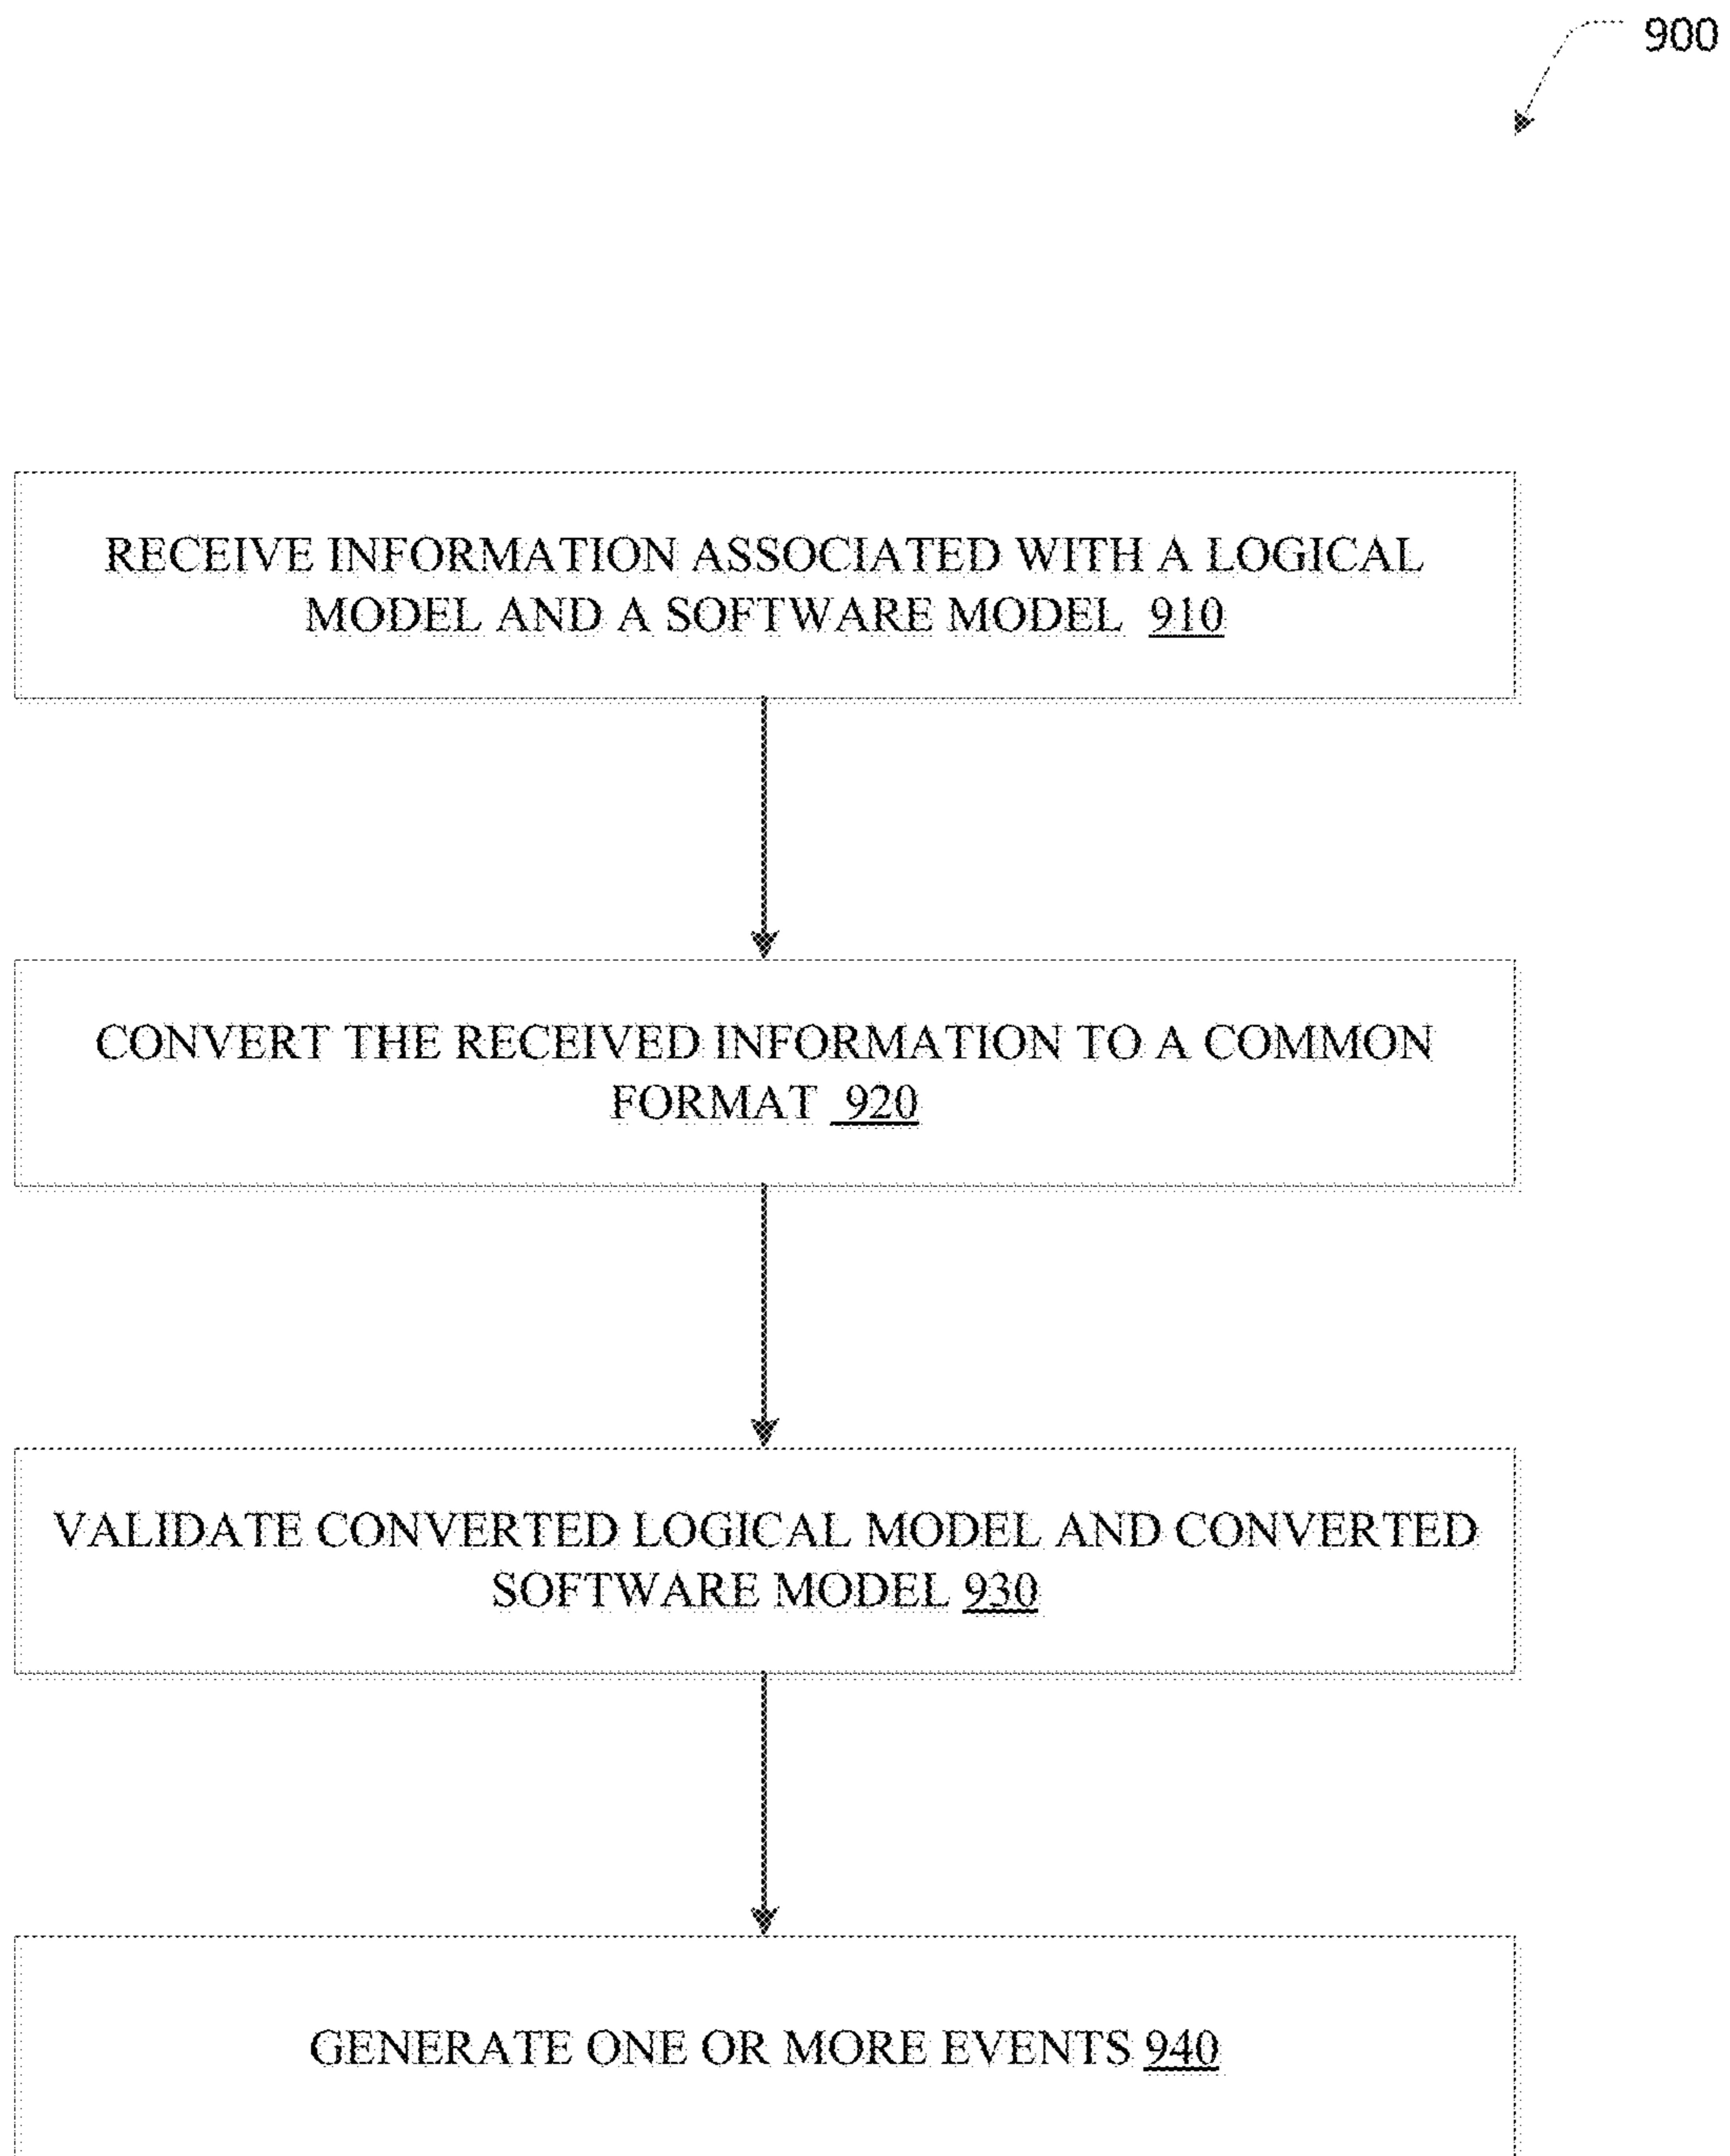 900
RECEIVE INFORMATION ASSOCIATED WITH A LOGICAL
MODEL AND A SOFTWARE MODEL 910
CONVERT THE RECEIVED INFORMATION TO A COMMON
FORMAT 920
VALIDATE CONVERTED LOGICAL MODEL AND CONVERTED
SOFTWARE MODEL 930
GENERATE ONE OR MORE EVENTS 940